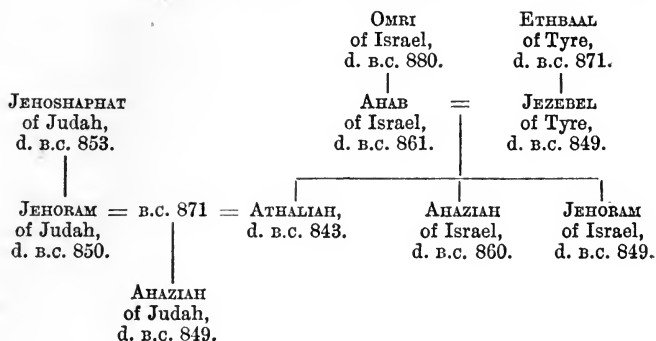 OMRI
of Israel,
d. B.C. 880.
ETHBAAL
of Tyre,
d. B.C. 871.
JEHOSHAPHAT
of Judah,
d. B.C. 853.
AHAB
of Israel,
d. B.C. 861.
=
JEZEBEL
of Tyre,
d. B.C. 849.
JEHORAM = B.C. 871 = ATHALIAH,
of Judah,
d. B.C. 850.
d. B.C. 843.
AHAZIAH
of Israel,
d. B.C. 860.
JEHORAM
of Israel,
d. B.C. 849.
AHAZIAH
of Judah,
d. B.C. 849.